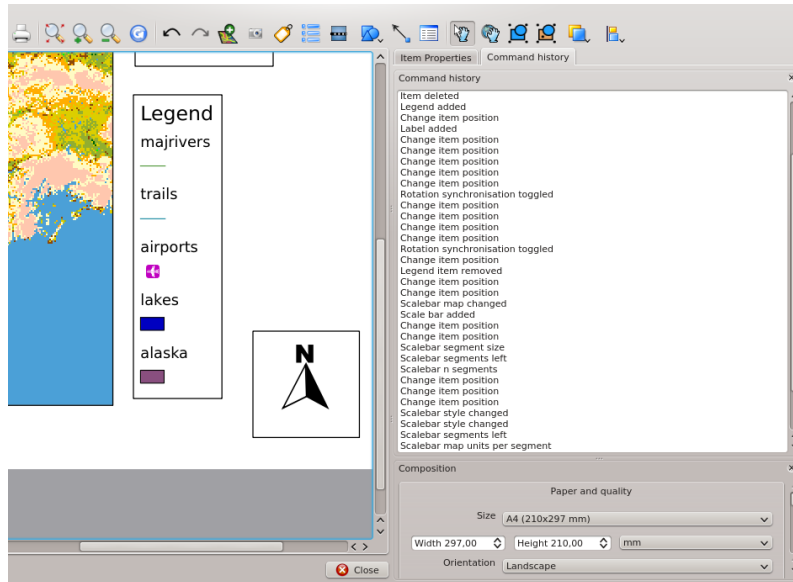 Item Properties
Command history
Command history
Item deleted
Legend added
Change item position
Label added
Change item position
Change item position
Change item position
Change item position
Change item position
Rotation synchronisation toggled
Change item position
Change item position
Change item position
Change item position
Rotation synchronisation toggled
Change item position
Legend item removed
Change item position
Change item position
Scalebar map changed
Scale bar added
Change item position
Change item position
Scalebar segment size
Scalebar segments left
Scalebar n segments
Change item position
Change item position
Change item position
Scalebar style changed
Scalebar style changed
Scalebar segments left
Scalebar map units per segment
Legend
majrivers
trails
airports
lakes
alaska
N
Composition
Paper and quality
Size A4 (210x297 mm)
Width 297,00 Height 210,00 mm
Orientation Landscape
Close